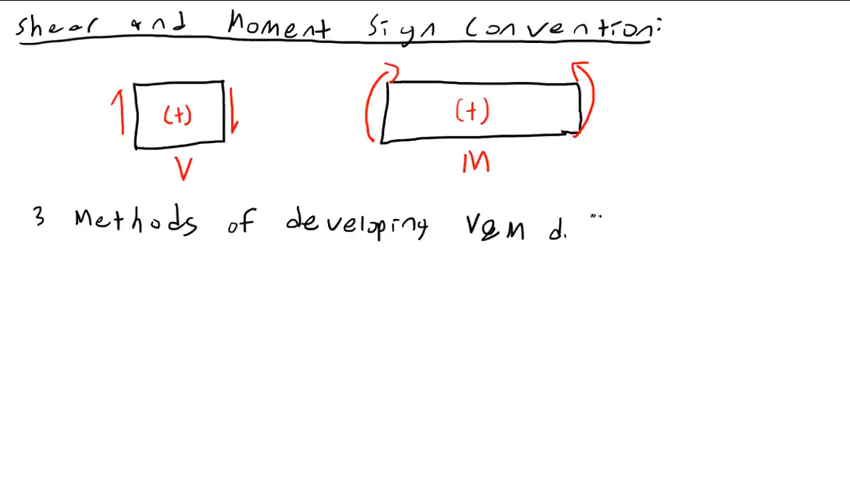 Shear and Moment Sign Convention:
(+) (+)
V M
3 Methods of developing V&M d.